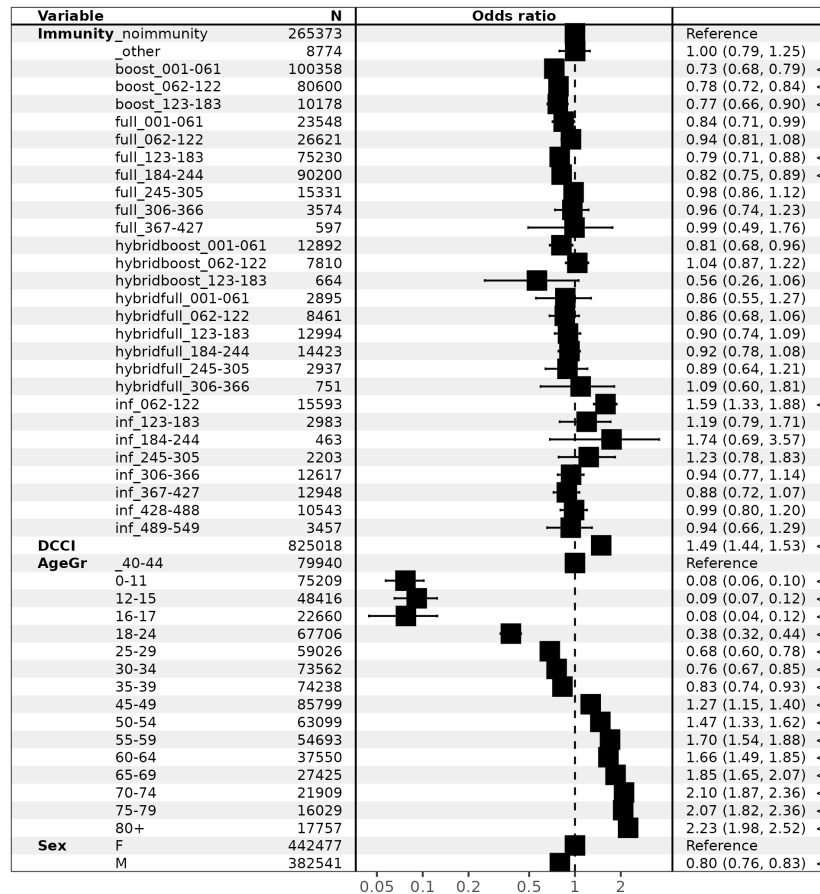 Variable N Odds ratio
Immunity _noimmunity 265373 Reference
_other 8774 1.00 (0.79, 1.25)
boost_001-061 100358 0.73 (0.68, 0.79) <
boost_062-122 80600 0.78 (0.72, 0.84) <
boost_123-183 10178 0.77 (0.66, 0.90) <
full_001-061 23548 0.84 (0.71, 0.99)
full_062-122 26621 0.94 (0.81, 1.08)
full_123-183 75230 0.79 (0.71, 0.88) <
full_184-244 90200 0.82 (0.75, 0.89) <
full_245-305 15331 0.98 (0.86, 1.12)
full_306-366 3574 0.96 (0.74, 1.23)
full_367-427 597 0.99 (0.49, 1.76)
hybridboost_001-061 12892 0.81 (0.68, 0.96)
hybridboost_062-122 7810 1.04 (0.87, 1.22)
hybridboost_123-183 664 0.56 (0.26, 1.06)
hybridfull_001-061 2895 0.86 (0.55, 1.27)
hybridfull_062-122 8461 0.86 (0.68, 1.06)
hybridfull_123-183 12994 0.90 (0.74, 1.09)
hybridfull_184-244 14423 0.92 (0.78, 1.08)
hybridfull_245-305 2937 0.89 (0.64, 1.21)
hybridfull_306-366 751 1.09 (0.60, 1.81)
inf_062-122 15593 1.59 (1.33, 1.88) <
inf_123-183 2983 1.19 (0.79, 1.71)
inf_184-244 463 1.74 (0.69, 3.57)
inf_245-305 2203 1.23 (0.78, 1.83)
inf_306-366 12617 0.94 (0.77, 1.14)
inf_367-427 12948 0.88 (0.72, 1.07)
inf_428-488 10543 0.99 (0.80, 1.20)
inf_489-549 3457 0.94 (0.66, 1.29)
DCCI 825018 1.49 (1.44, 1.53) <
AgeGr _40-44 79940 Reference
0-11 75209 0.08 (0.06, 0.10) <
12-15 48416 0.09 (0.07, 0.12) <
16-17 22660 0.08 (0.04, 0.12) <
18-24 67706 0.38 (0.32, 0.44) <
25-29 59026 0.68 (0.60, 0.78) <
30-34 73562 0.76 (0.67, 0.85) <
35-39 74238 0.83 (0.74, 0.93) <
45-49 85799 1.27 (1.15, 1.40) <
50-54 63099 1.47 (1.33, 1.62) <
55-59 54693 1.70 (1.54, 1.88) <
60-64 37550 1.66 (1.49, 1.85) <
65-69 27425 1.85 (1.65, 2.07) <
70-74 21909 2.10 (1.87, 2.36) <
75-79 16029 2.07 (1.82, 2.36) <
80+ 17757 2.23 (1.98, 2.52) <
Sex F 442477 Reference
M 382541 0.80 (0.76, 0.83) <
0.05 0.1 0.2 0.5 1 2